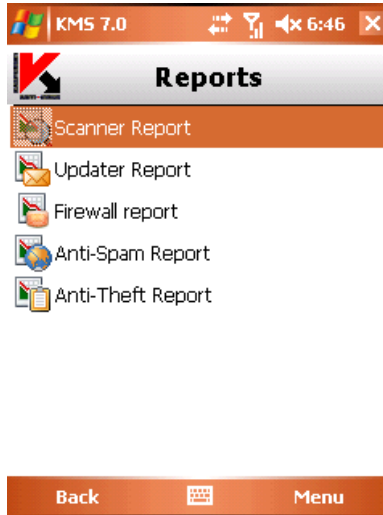 KMS 7.0 6:46
Reports
Scanner Report
Updater Report
Firewall report
Anti-Spam Report
Anti-Theft Report
Back Menu